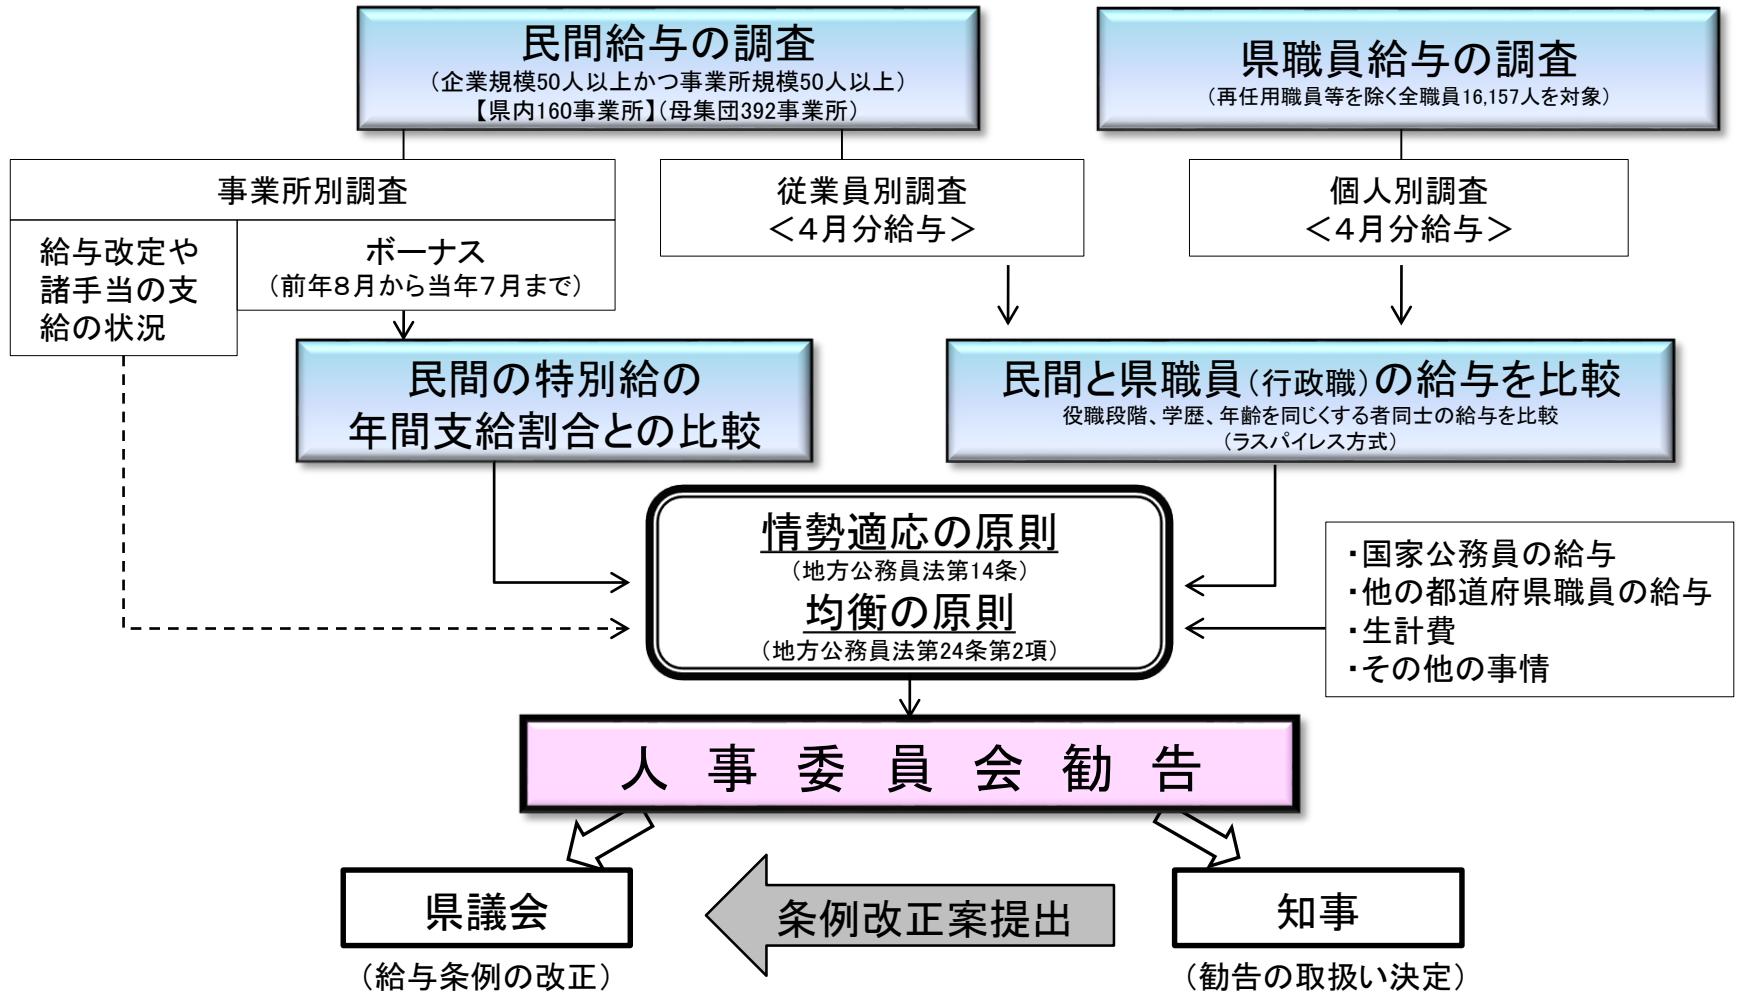 民間給与の調査
（企業規模50人以上かつ事業所規模50人以上）
【県内160事業所】（母集団392事業所）
県職員給与の調査
（再任用職員等を除く全職員16,157人を対象）
事業所別調査
給与改定や
諸手当の支
給の状況
ボーナス
（前年８月から当年７月まで）
従業員別調査
＜４月分給与＞
個人別調査
＜４月分給与＞
民間の特別給の
年間支給割合との比較
民間と県職員（行政職）の給与を比較
役職段階、学歴、年齢を同じくする者同士の給与を比較
（ラスパイレス方式）
情勢適応の原則
（地方公務員法第14条）
均衡の原則
（地方公務員法第24条第2項）
・国家公務員の給与
・他の都道府県職員の給与
・生計費
・その他の事情
人事委員会勧告
県議会
（給与条例の改正）
条例改正案提出
知事
（勧告の取扱い決定）